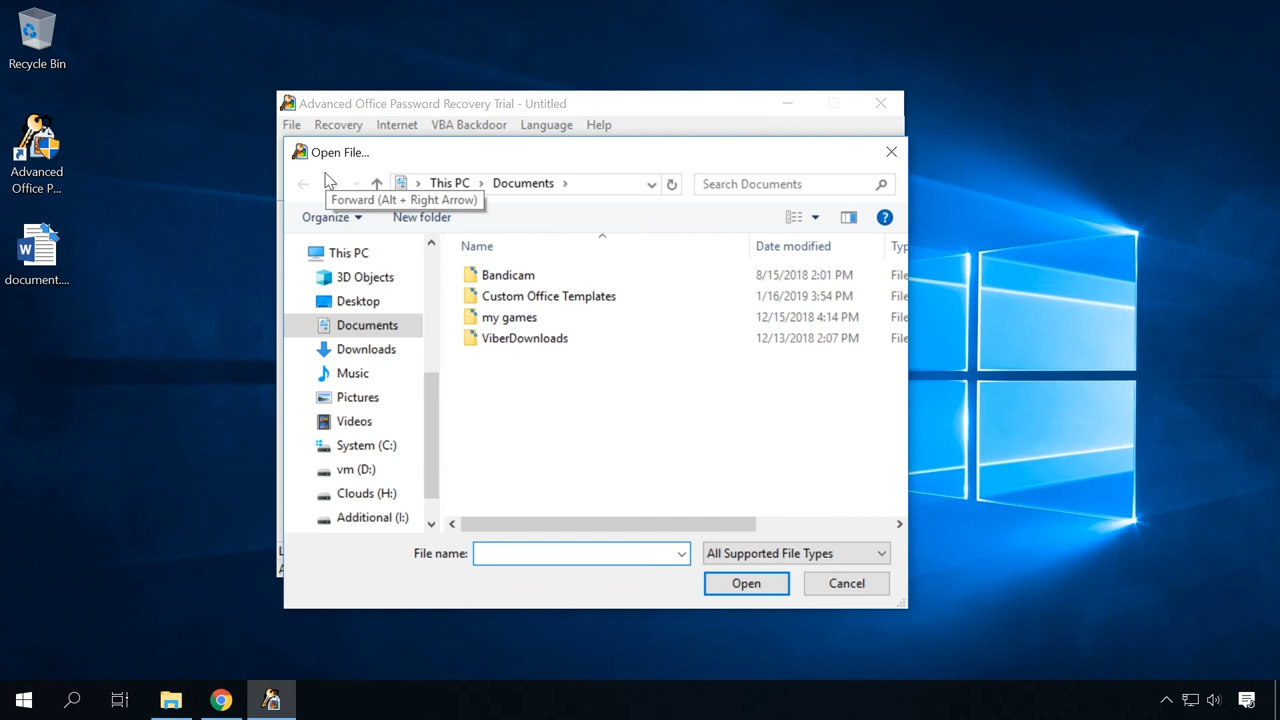 Recycle Bin
Advanced
Office P...
document....
Advanced Office Password Recovery Trial - Untitled
File Recovery Internet VBA Backdoor Language Help
Open File...
This PC Documents
Search Documents
Forward (Alt + Right Arrow)
Organize New folder
This PC
3D Objects
Desktop
Documents
Downloads
Music
Pictures
Videos
System (C:)
vm (D:)
Clouds (H:)
Additional (I:)
Name Date modified Typ
Bandicam 8/15/2018 2:01 PM File
Custom Office Templates 1/16/2019 3:54 PM File
my games 12/15/2018 4:14 PM File
ViberDownloads 12/13/2018 2:07 PM File
File name: All Supported File Types
Open Cancel